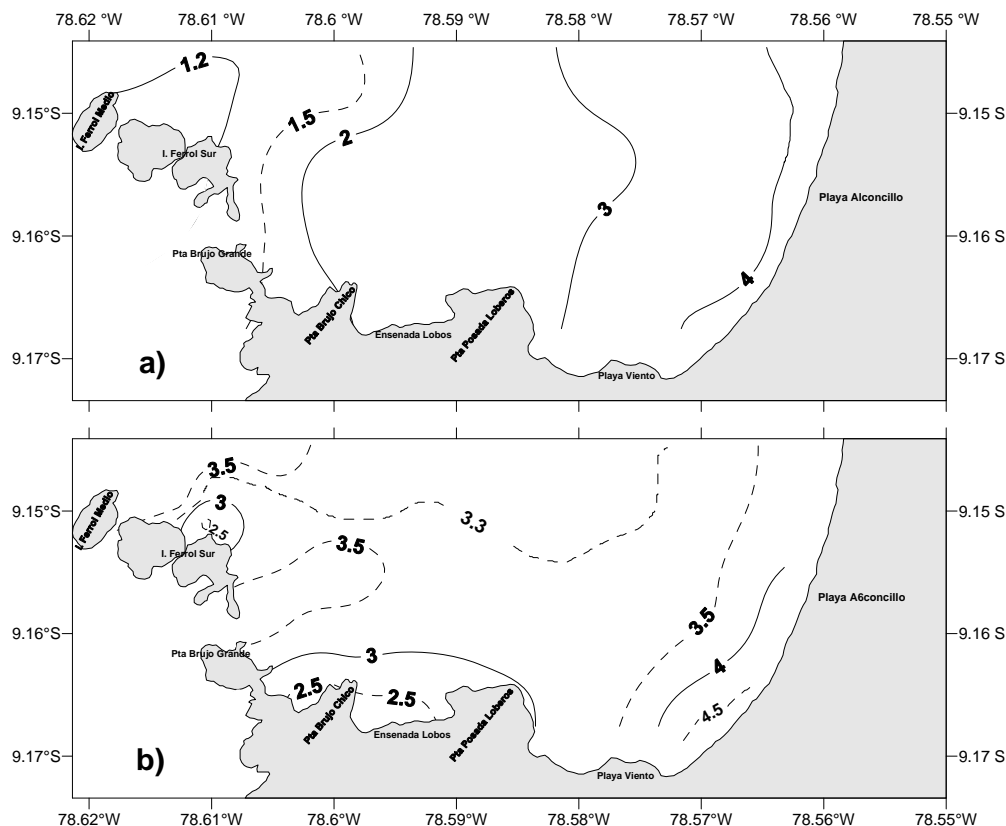 78.62 °W 78.61 °W 78.6 °W 78.59 °W 78.58 °W 78.57 °W 78.56 °W 78.55 °W
1.2
9.15°S 9.15°S
I. Ferrol Medio
1.5
2
I. Ferrol Sur
3
Playa Alconcillo
9.16°S 9.16 S
Pta Brujo Grande
4
Pta Brujo Chico
Pta Posada Loberos
Ensenada Lobos
9.17°S 9.17°S
a)
Playa Viento
3.5
3
I. Ferrol Medio
9.15°S 9.15°S
2.5
3.3
3.5
I. Ferrol Sur
Playa A6concillo
3.5
9.16°S 9.16 S
Pta Brujo Grande
3
4
2.5
2.5
4.5
Pta Brujo Chico
Pta Posada Loberos
Ensenada Lobos
9.17°S 9.17°S
b)
Playa Viento
78.62 °W 78.61°W 78.6 °W 78.59°W 78.58°W 78.57°W 78.56°W 78.55°W